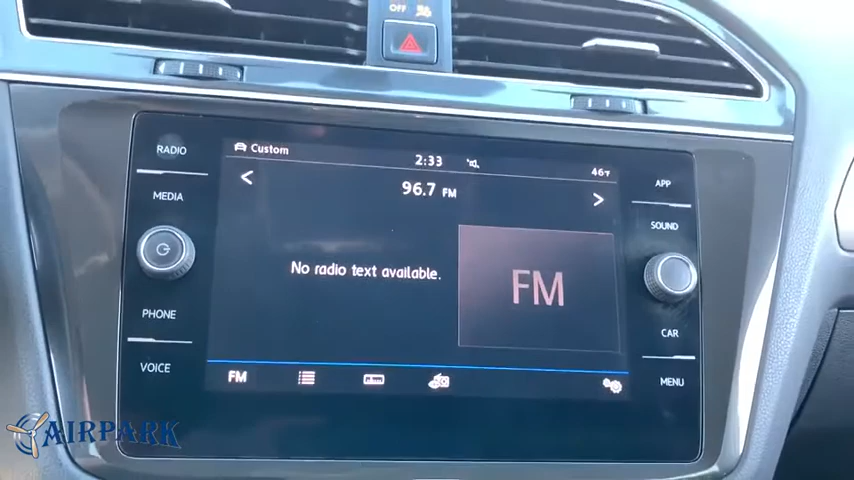 OFF
RADIO
MEDIA
PHONE
VOICE
Custom
2:33
46°F
96.7 FM
No radio text available.
FM
FM
APP
SOUND
CAR
MENU
AIRPARK